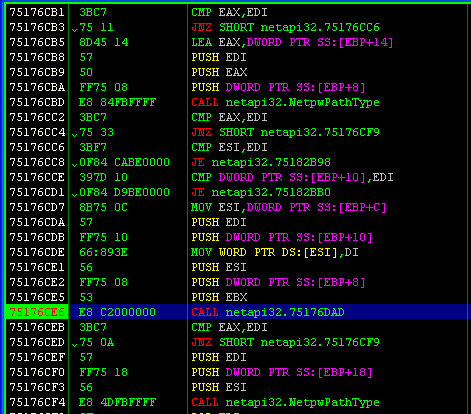 75176CB1 3BC7 CMP EAX,EDI
75176CB3 75 11 JNZ SHORT netapi32.75176CC6
75176CB5 8D45 14 LEA EAX,DWORD PTR SS:[EBP+14]
75176CB8 57 PUSH EDI
75176CB9 50 PUSH EAX
75176CBA FF75 08 PUSH DWORD PTR SS:[EBP+8]
75176CBD E8 84FBFFFF CALL netapi32.NetpwPathType
75176CC2 3BC7 CMP EAX,EDI
75176CC4 75 33 JNZ SHORT netapi32.75176CF9
75176CC6 3BF7 CMP ESI,EDI
75176CC8 0F84 CABE0000 JE netapi32.75182B98
75176CCE 397D 10 CMP DWORD PTR SS:[EBP+10],EDI
75176CD1 0F84 D9BE0000 JE netapi32.75182BB0
75176CD7 8B75 0C MOV ESI,DWORD PTR SS:[EBP+C]
75176CDA 57 PUSH EDI
75176CDB FF75 10 PUSH DWORD PTR SS:[EBP+10]
75176CDE 66:893E MOV WORD PTR DS:[ESI],DI
75176CE1 56 PUSH ESI
75176CE2 FF75 08 PUSH DWORD PTR SS:[EBP+8]
75176CE5 53 PUSH EBX
75176CE6 E8 C2000000 CALL netapi32.75176DAD
75176CEB 3BC7 CMP EAX,EDI
75176CED 75 0A JNZ SHORT netapi32.75176CF9
75176CEF 57 PUSH EDI
75176CF0 FF75 18 PUSH DWORD PTR SS:[EBP+18]
75176CF3 56 PUSH ESI
75176CF4 E8 4DFBFFFF CALL netapi32.NetpwPathType